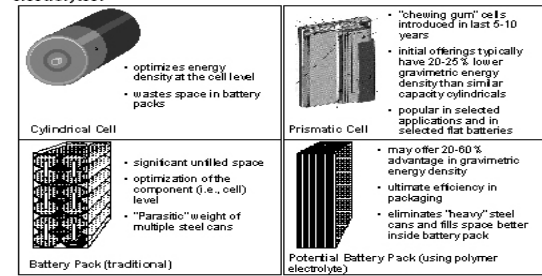 • optimizes energy
density at the cell level
• wastes space in battery
packs
Cylindrical Cell
• "chewing gum" cells
introduced in last 5-10
years
• initial offerings typically
have 20-25% lower
gravimetric energy
density than similar
capacity cylindricals
• popular in selected
applications and in
selected flat batteries
Prismatic Cell
• significant unfilled space
• optimization of the
component (i.e., cell)
level
• "Parasitic" weight of
multiple steel cans
Battery Pack (traditional)
• may offer 20-60%
advantage in gravimetric
energy density
• ultimate efficiency in
packaging
• eliminates "heavy" steel
cans and fills space better
inside battery pack
Potential Battery Pack (using polymer
electrolyte)